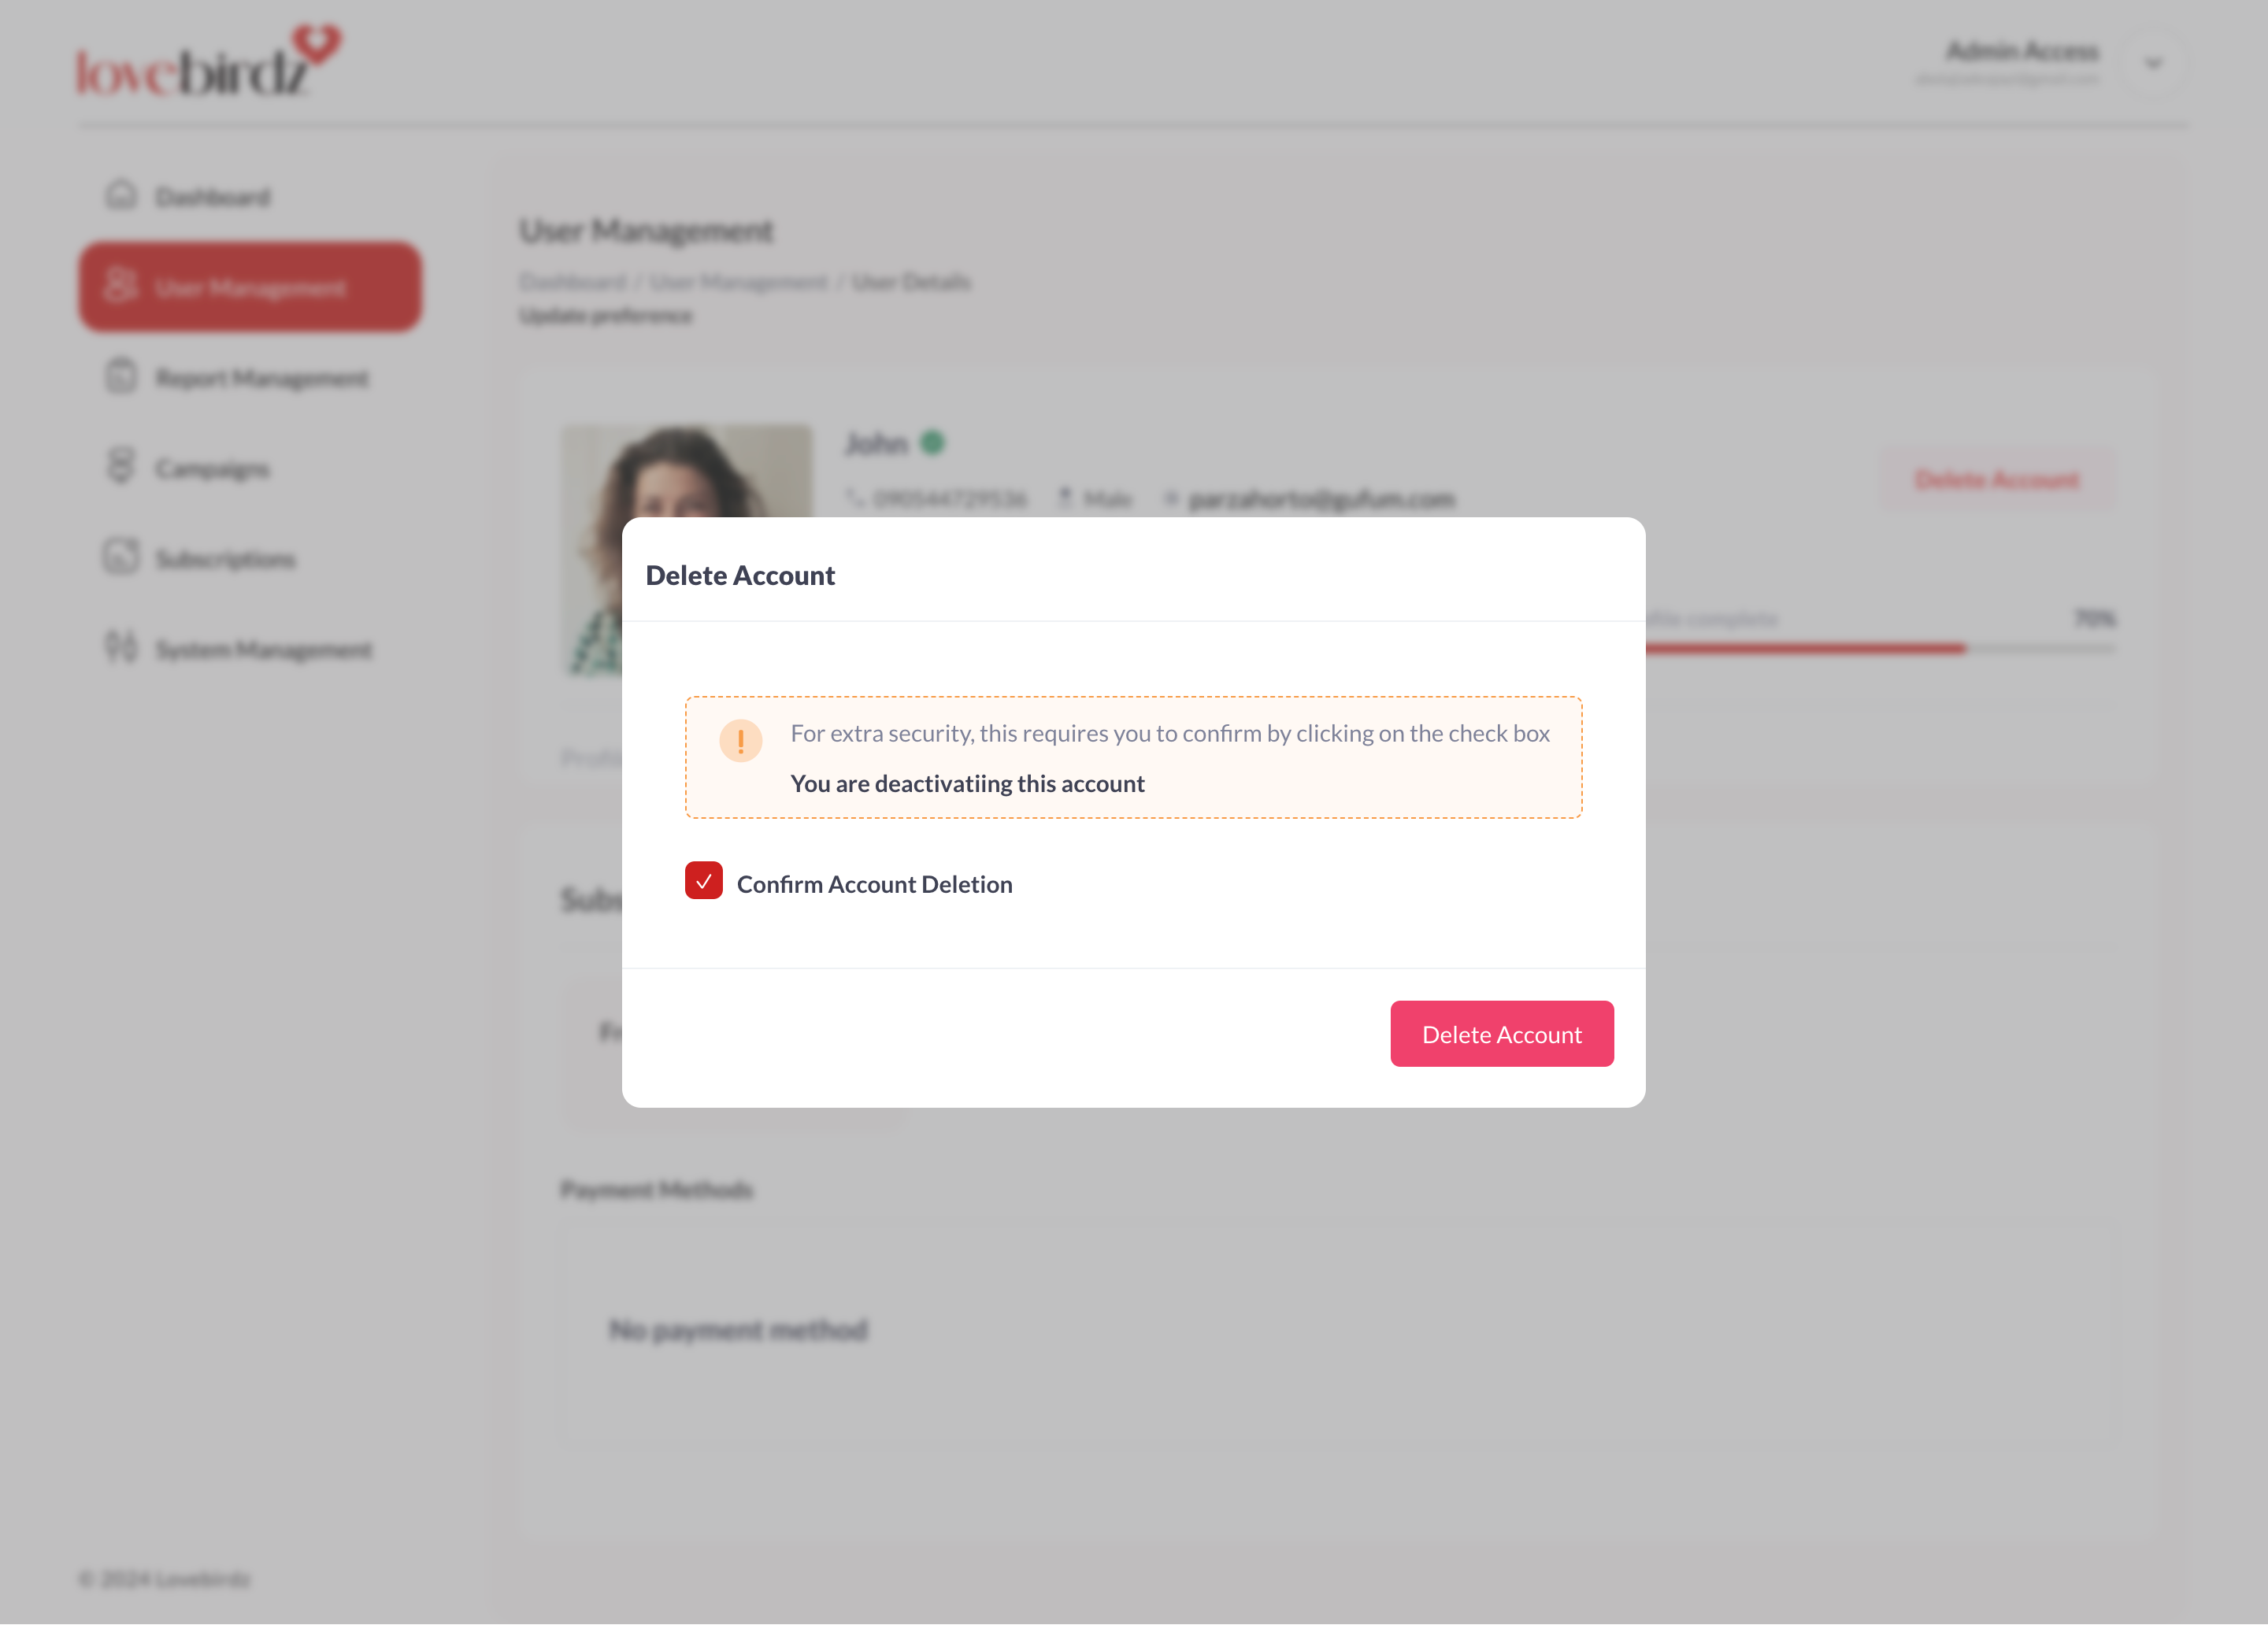 lovebirdz
Admin Access
Dashboard
User Management
Report Management
Campaigns
Subscriptions
System Management
User Management
Dashboard / User Management / User Details
Update preference
John
090544729536 Male parzahorto@gufum.com
Delete Account
complete 70%
Delete Account
For extra security, this requires you to confirm by clicking on the check box
You are deactivatiing this account
Confirm Account Deletion
Delete Account
Payment Methods
No payment method
© 2024 Lovebirdz